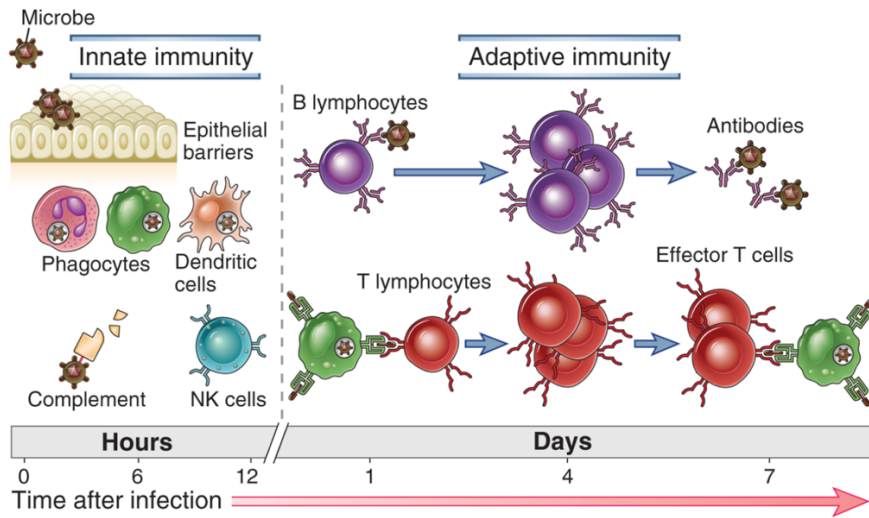 Microbe
Innate immunity
Adaptive immunity
Epithelial
barriers
B lymphocytes
Antibodies
Phagocytes
Dendritic
cells
T lymphocytes
Effector T cells
Complement
NK cells
Hours
Days
0
6
12
1
4
7
Time after infection